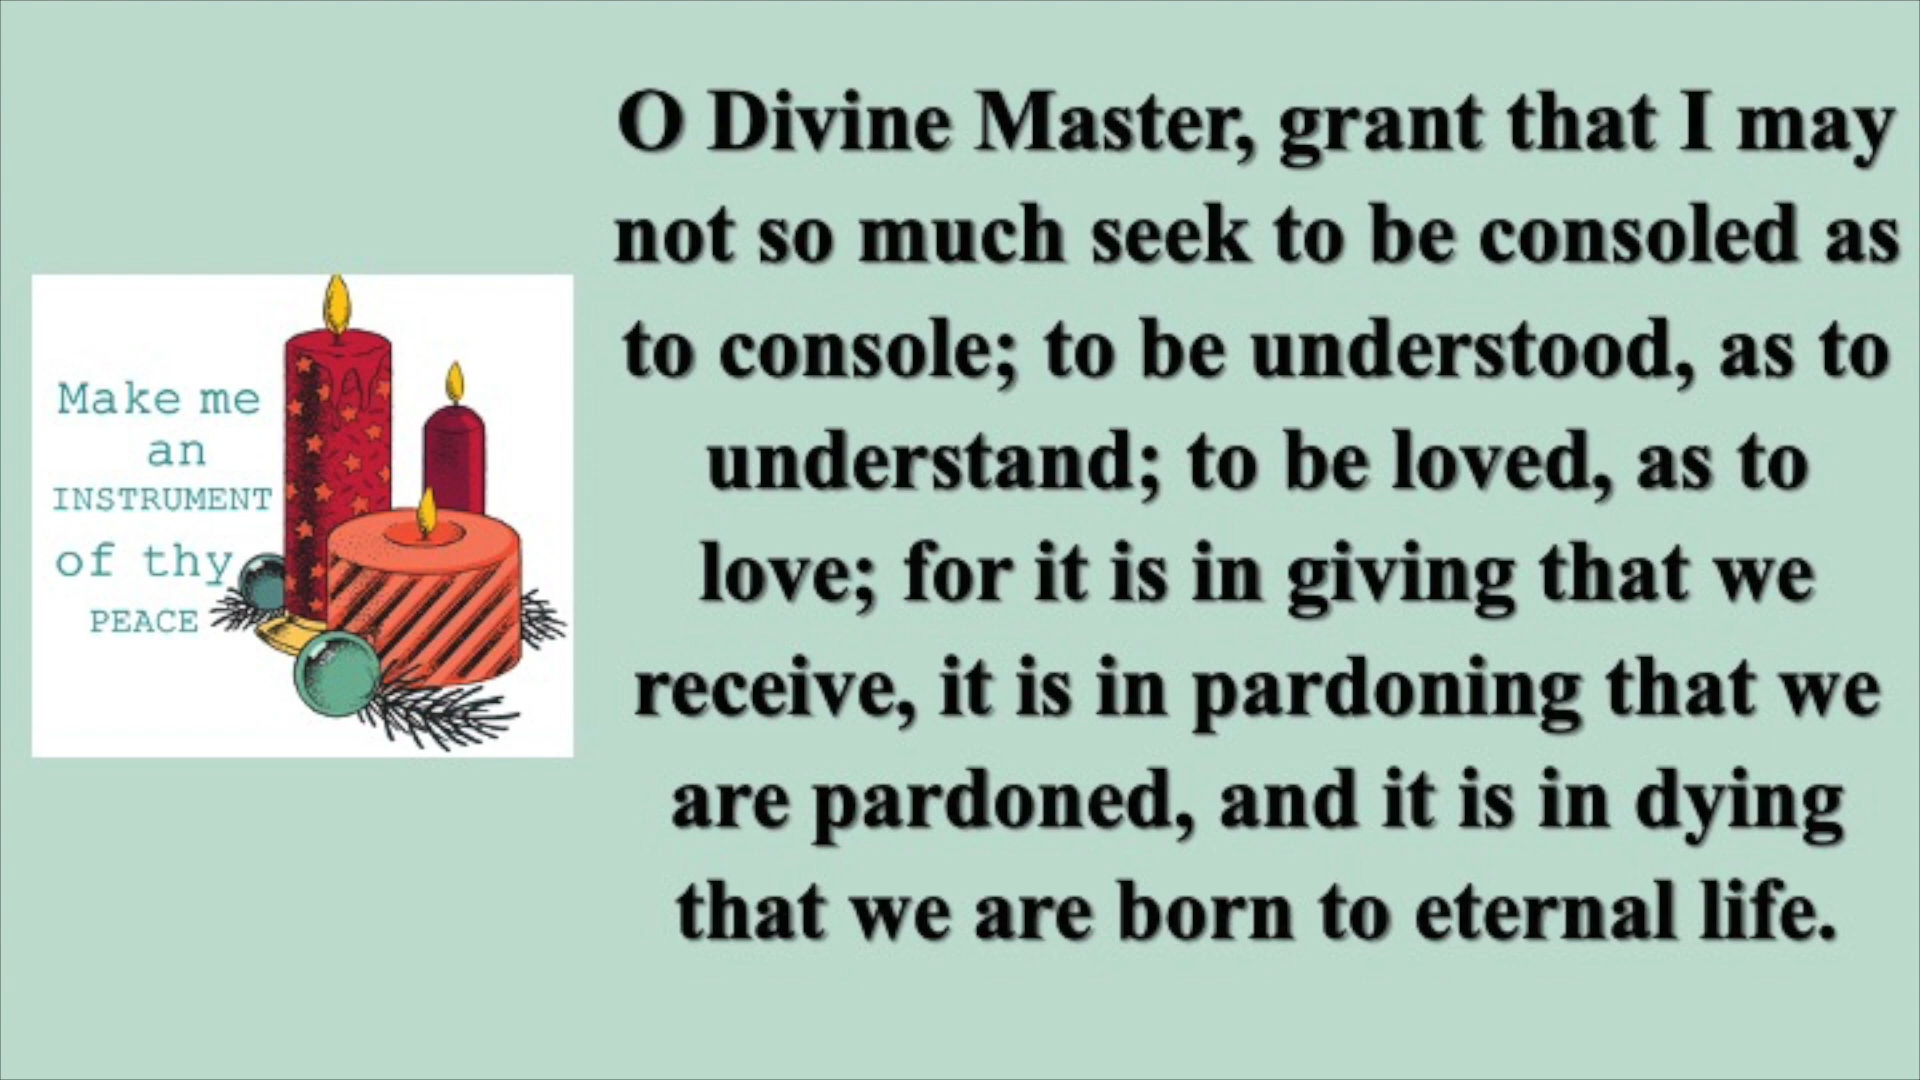 Make me
an
INSTRUMENT
of thy
PEACE
O Divine Master, grant that I may
not so much seek to be consoled as
to console; to be understood, as to
understand; to be loved, as to
love; for it is in giving that we
receive, it is in pardoning that we
are pardoned, and it is in dying
that we are born to eternal life.